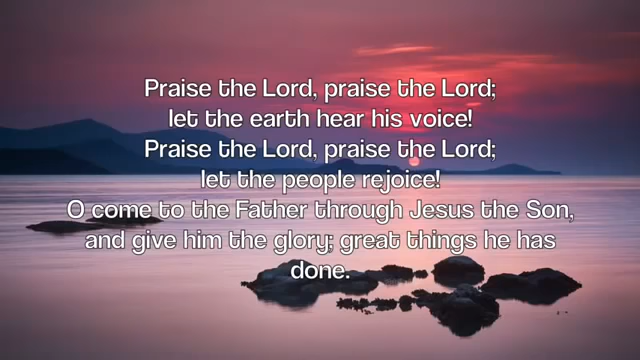 Praise the Lord, praise the Lord;
let the earth hear his voice!
Praise the Lord, praise the Lord;
let the people rejoice!
O come to the Father through Jesus the Son,
and give him the glory; great things he has
done.